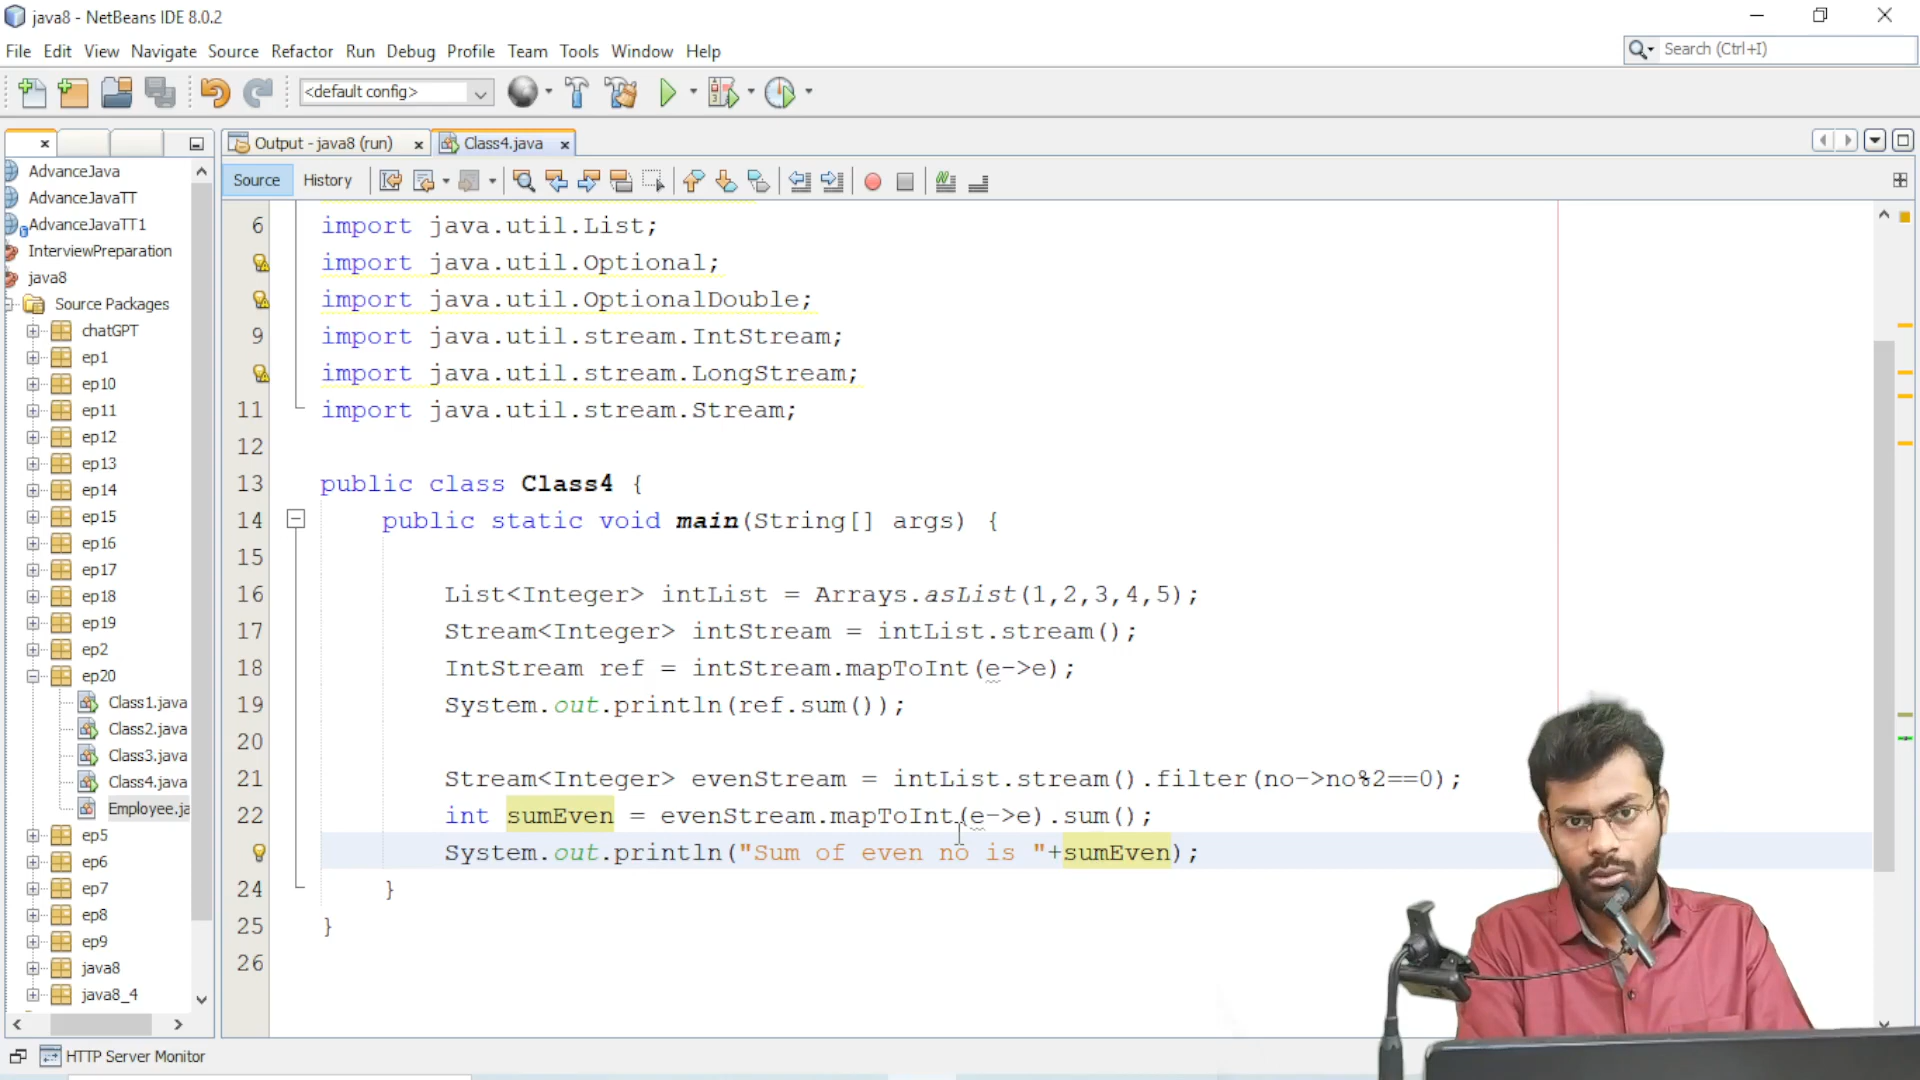 java8 - NetBeans IDE 8.0.2
File Edit View Navigate Source Refactor Run Debug Profile Team Tools Window Help
Search (Ctrl+I)
<default config>
Output - java8 (run)
Class4.java
Source History
AdvanceJava
AdvanceJavaTT
AdvanceJavaTT1
InterviewPreparation
java8
Source Packages
chatGPT
ep1
ep10
ep11
ep12
ep13
ep14
ep15
ep16
ep17
ep18
ep19
ep2
ep20
Class1.java
Class2.java
Class3.java
Class4.java
Employee.ja
ep5
ep6
ep7
ep8
ep9
java8
java8_4
6 import java.util.List;
import java.util.Optional;
import java.util.OptionalDouble;
9 import java.util.stream.IntStream;
import java.util.stream.LongStream;
11 import java.util.stream.Stream;
12
13 public class Class4 {
14 public static void main(String[] args) {
15
16 List<Integer> intList = Arrays.asList(1,2,3,4,5);
17 Stream<Integer> intStream = intList.stream();
18 IntStream ref = intStream.mapToInt(e->e);
19 System.out.println(ref.sum());
20
21 Stream<Integer> evenStream = intList.stream().filter(no->no%2==0);
22 int sumEven = evenStream.mapToInt(e->e).sum();
System.out.println("Sum of even no is "+sumEven);
24 }
25 }
26
HTTP Server Monitor